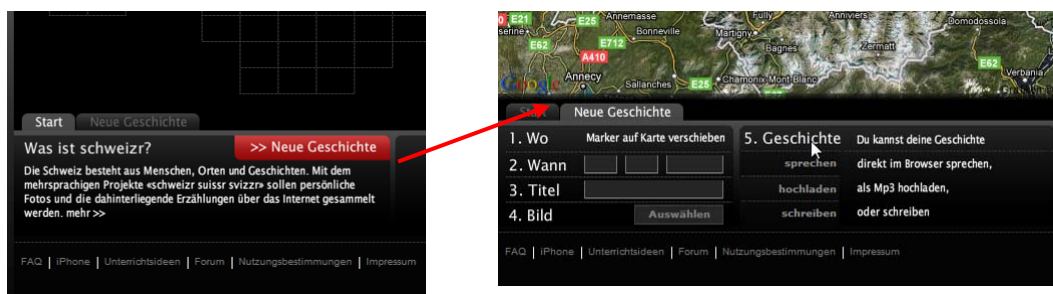 Start Neue Geschichte
Was ist schweizr? >> Neue Geschichte
Die Schweiz besteht aus Menschen, Orten und Geschichten. Mit dem
mehrsprachigen Projekte «schweizr suissr svizzr» sollen persönliche
Fotos und die dahinterliegende Erzählungen über das Internet gesammelt
werden. mehr >>
FAQ | iPhone | Unterrichtsideen | Forum | Nutzungsbestimmungen | Impressum
E21 E25 Annemasse Fully Anniviers Domodossola
Bonneville Martigny
E62 E712 Bagnes Zermatt
A410 E62
Annecy Sallanches E25 Chamonix-Mont-Blanc Verbania
Google
Start Neue Geschichte
1. Wo Marker auf Karte verschieben
2. Wann
3. Titel
4. Bild Auswählen
5. Geschichte Du kannst deine Geschichte
sprechen direkt im Browser sprechen,
hochladen als Mp3 hochladen,
schreiben oder schreiben
FAQ | iPhone | Unterrichtsideen | Forum | Nutzungsbestimmungen | Impressum